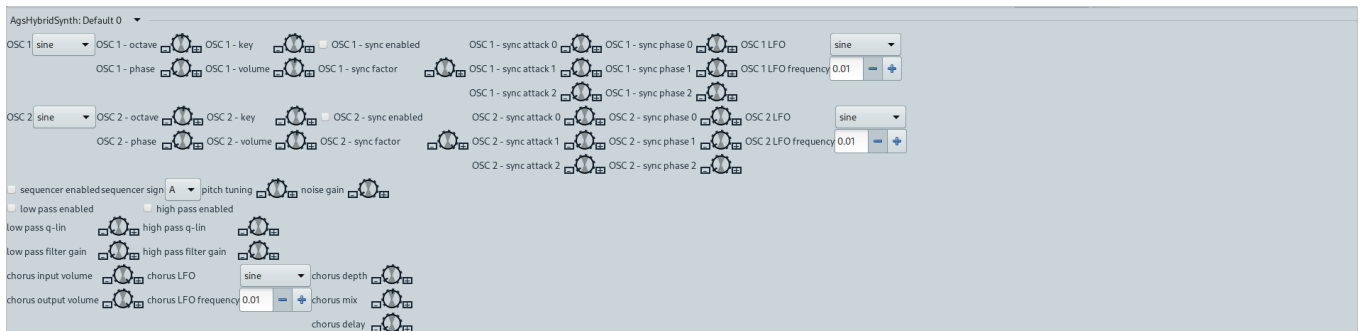 AgsHybridSynth: Default 0
OSC 1 sine OSC 1 - octave OSC 1 - key OSC 1 - sync enabled OSC 1 - sync attack 0 OSC 1 - sync phase 0 OSC 1 LFO sine
OSC 1 - phase OSC 1 - volume OSC 1 - sync factor OSC 1 - sync attack 1 OSC 1 - sync phase 1 OSC 1 LFO frequency 0.01
OSC 1 - sync attack 2 OSC 1 - sync phase 2
OSC 2 sine OSC 2 - octave OSC 2 - key OSC 2 - sync enabled OSC 2 - sync attack 0 OSC 2 - sync phase 0 OSC 2 LFO sine
OSC 2 - phase OSC 2 - volume OSC 2 - sync factor OSC 2 - sync attack 1 OSC 2 - sync phase 1 OSC 2 LFO frequency 0.01
OSC 2 - sync attack 2 OSC 2 - sync phase 2
sequencer enabled sequencer sign A pitch tuning noise gain
low pass enabled high pass enabled
low pass q-lin high pass q-lin
low pass filter gain high pass filter gain
chorus input volume chorus LFO sine chorus depth
chorus output volume chorus LFO frequency 0.01 chorus mix
chorus delay